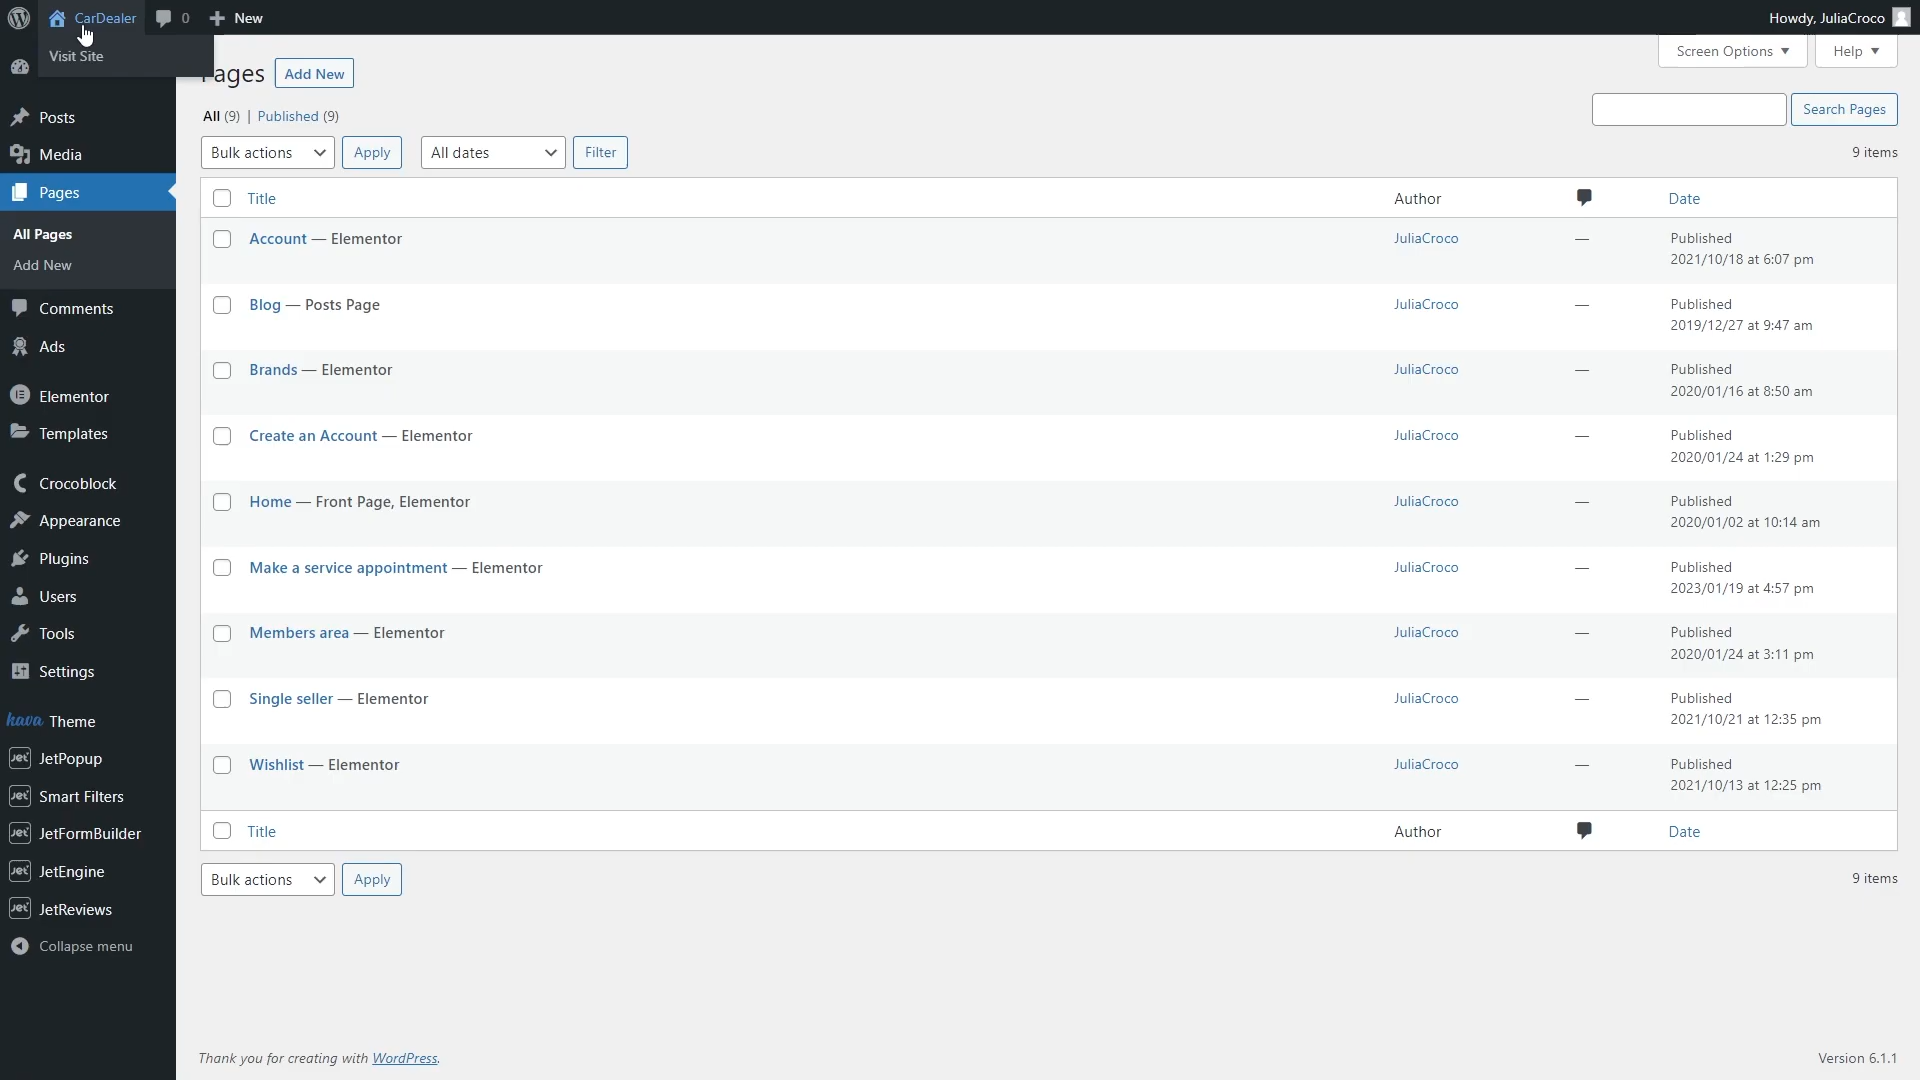 CarDealer
0
New
Howdy, JuliaCroco
Visit Site
Screen Options
Help
Pages
Add New
All (9) | Published (9)
Search Pages
Bulk actions
Apply
All dates
Filter
9 items
Posts
Media
Pages
All Pages
Add New
Comments
Ads
Elementor
Templates
Crocoblock
Appearance
Plugins
Users
Tools
Settings
hava Theme
JetPopup
Smart Filters
JetFormBuilder
JetEngine
JetReviews
Collapse menu
Title Author Date
Account — Elementor JuliaCroco — Published
2021/10/18 at 6:07 pm
Blog — Posts Page JuliaCroco — Published
2019/12/27 at 9:47 am
Brands — Elementor JuliaCroco — Published
2020/01/16 at 8:50 am
Create an Account — Elementor JuliaCroco — Published
2020/01/24 at 1:29 pm
Home — Front Page, Elementor JuliaCroco — Published
2020/01/02 at 10:14 am
Make a service appointment — Elementor JuliaCroco — Published
2023/01/19 at 4:57 pm
Members area — Elementor JuliaCroco — Published
2020/01/24 at 3:11 pm
Single seller — Elementor JuliaCroco — Published
2021/10/21 at 12:35 pm
Wishlist — Elementor JuliaCroco — Published
2021/10/13 at 12:25 pm
Title Author Date
Bulk actions
Apply
9 items
Thank you for creating with WordPress.
Version 6.1.1